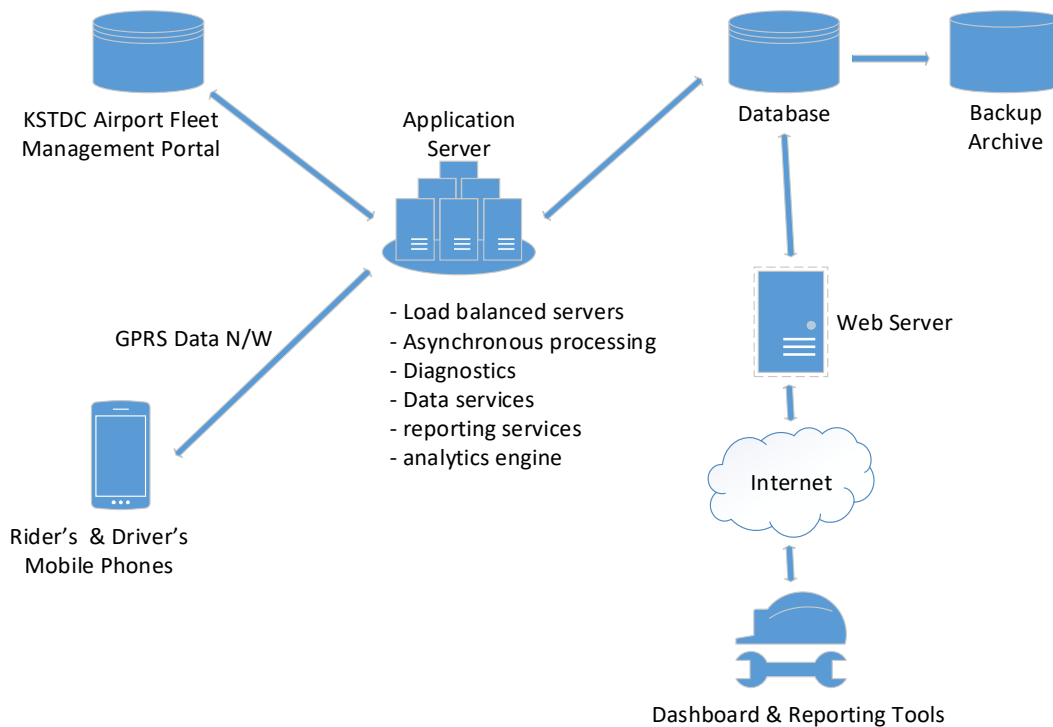 KSTDC Airport Fleet
Management Portal
Application
Server
Database
Backup
Archive
- Load balanced servers
- Asynchronous processing
- Diagnostics
- Data services
- reporting services
- analytics engine
GPRS Data N/W
Rider’s  & Driver’s
Mobile Phones
Web Server
Internet
Dashboard & Reporting Tools